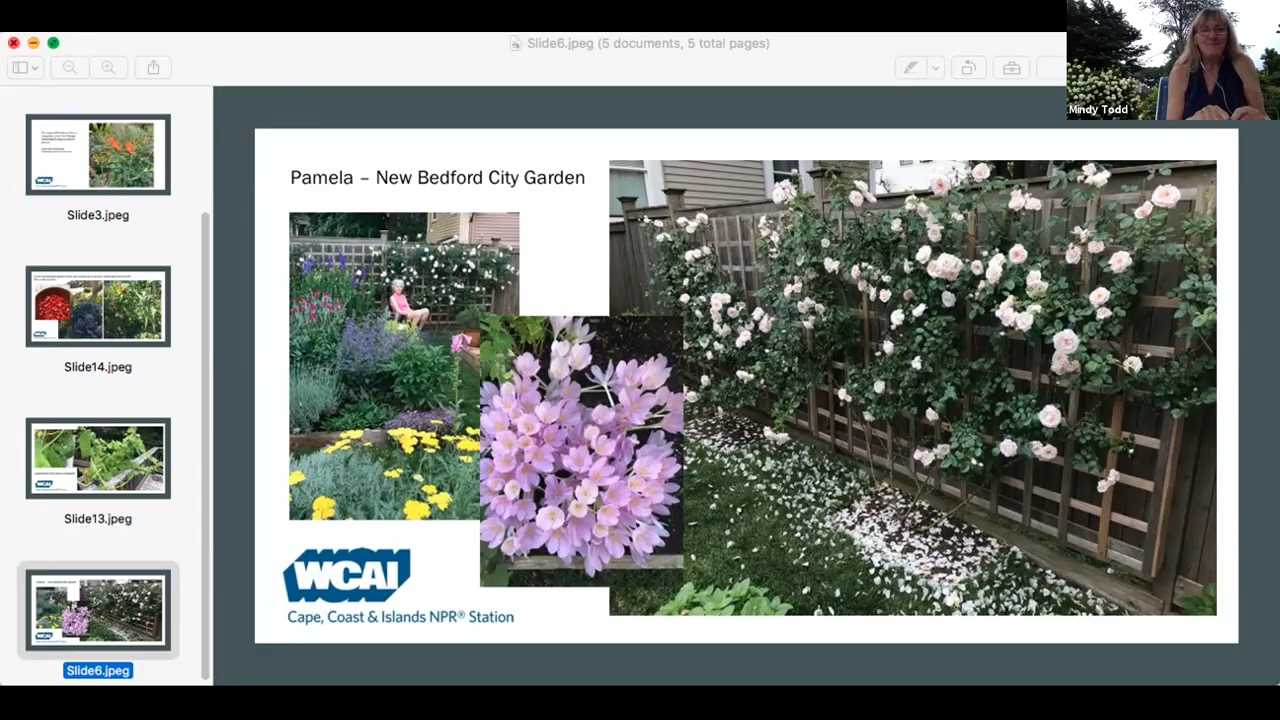 Slide6.jpeg (5 documents, 5 total pages)
Mindy Todd
Slide3.jpeg
Slide14.jpeg
Slide13.jpeg
Slide6.jpeg
Pamela – New Bedford City Garden
WCAI
Cape, Coast & Islands NPR® Station